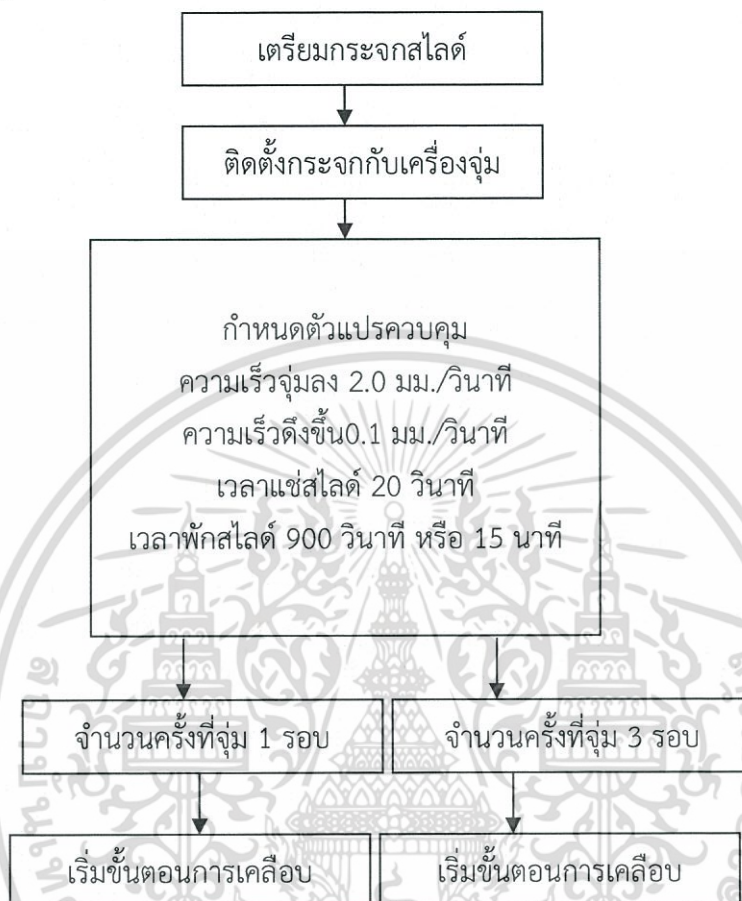 เตรียมกระจกสไลด์
ติดตั้งกระจกกับเครื่องจุ่ม
กำหนดตัวแปรควบคุม
ความเร็วจุ่มลง 2.0 มม./วินาที
ความเร็วดึงขึ้น0.1 มม./วินาที
เวลาแช่สไลด์ 20 วินาที
เวลาพักสไลด์ 900 วินาที หรือ 15 นาที
จำนวนครั้งที่จุ่ม 1 รอบ
จำนวนครั้งที่จุ่ม 3 รอบ
เริ่มขั้นตอนการเคลือบ
เริ่มขั้นตอนการเคลือบ